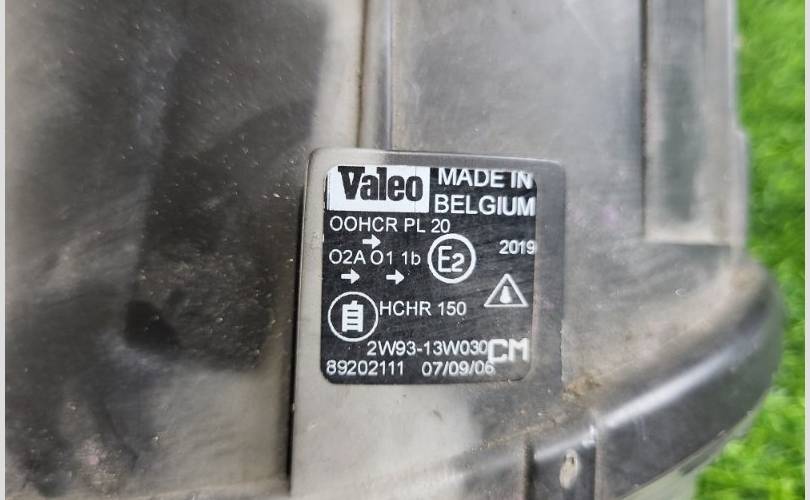 Valeo MADE IN
BELGIUM
OOHCR PL 20
O2A O1 1b E2 2019
HCHR 150
2W93-13W030 CM
89202111 07/09/06